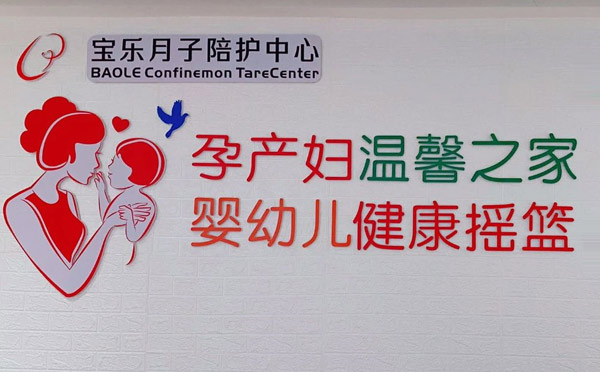 宝乐月子陪护中心
BAOLE Confinemon TareCenter
孕产妇温馨之家
婴幼儿健康摇篮